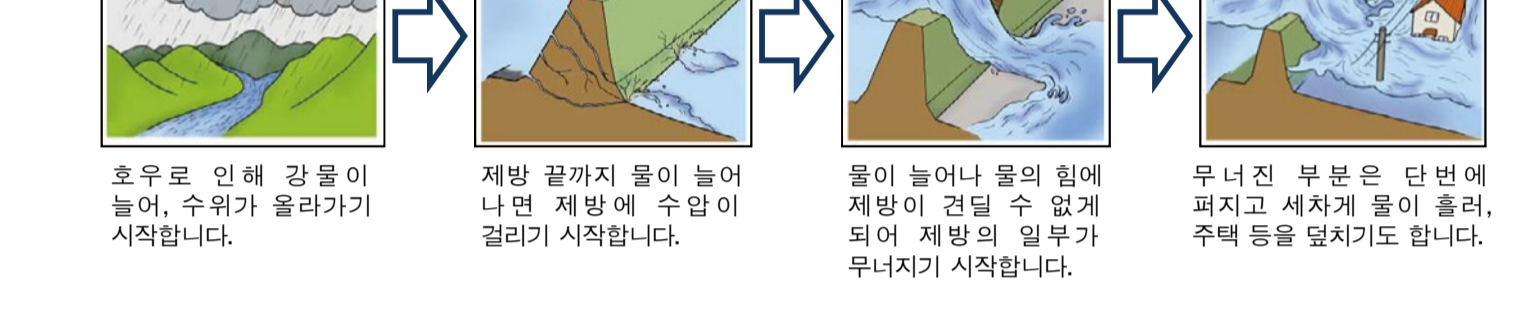 호우로 인해 강물이
늘어, 수위가 올라가기
시작합니다.
제방 끝까지 물이 늘어
나면 제방에 수압이
걸리기 시작합니다.
물이 늘어나 물의 힘에
제방이 견딜 수 없게
되어 제방의 일부가
무너지기 시작합니다.
무너진 부분은 단번에
퍼지고 세차게 물이 흘러,
주택 등을 덮치기도 합니다.